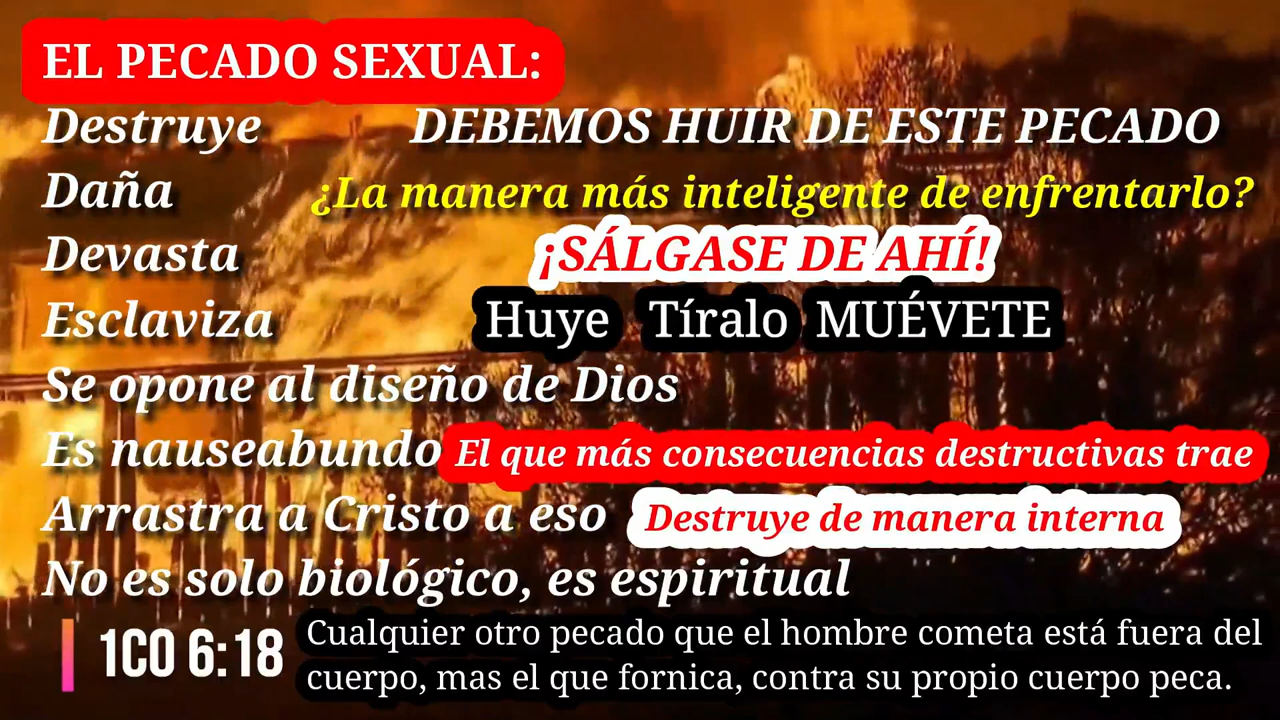 EL PECADO SEXUAL:
Destruye DEBEMOS HUIR DE ESTE PECADO
Daña ¿La manera más inteligente de enfrentarlo?
Devasta ¡SÁLGASE DE AHÍ!
Esclaviza Huye Tíralo MUÉVETE
Se opone al diseño de Dios
Es nauseabundo El que más consecuencias destructivas trae
Arrastra a Cristo a eso Destruye de manera interna
No es solo biológico, es espiritual
1CO 6:18 Cualquier otro pecado que el hombre cometa está fuera del
cuerpo, mas el que fornica, contra su propio cuerpo peca.